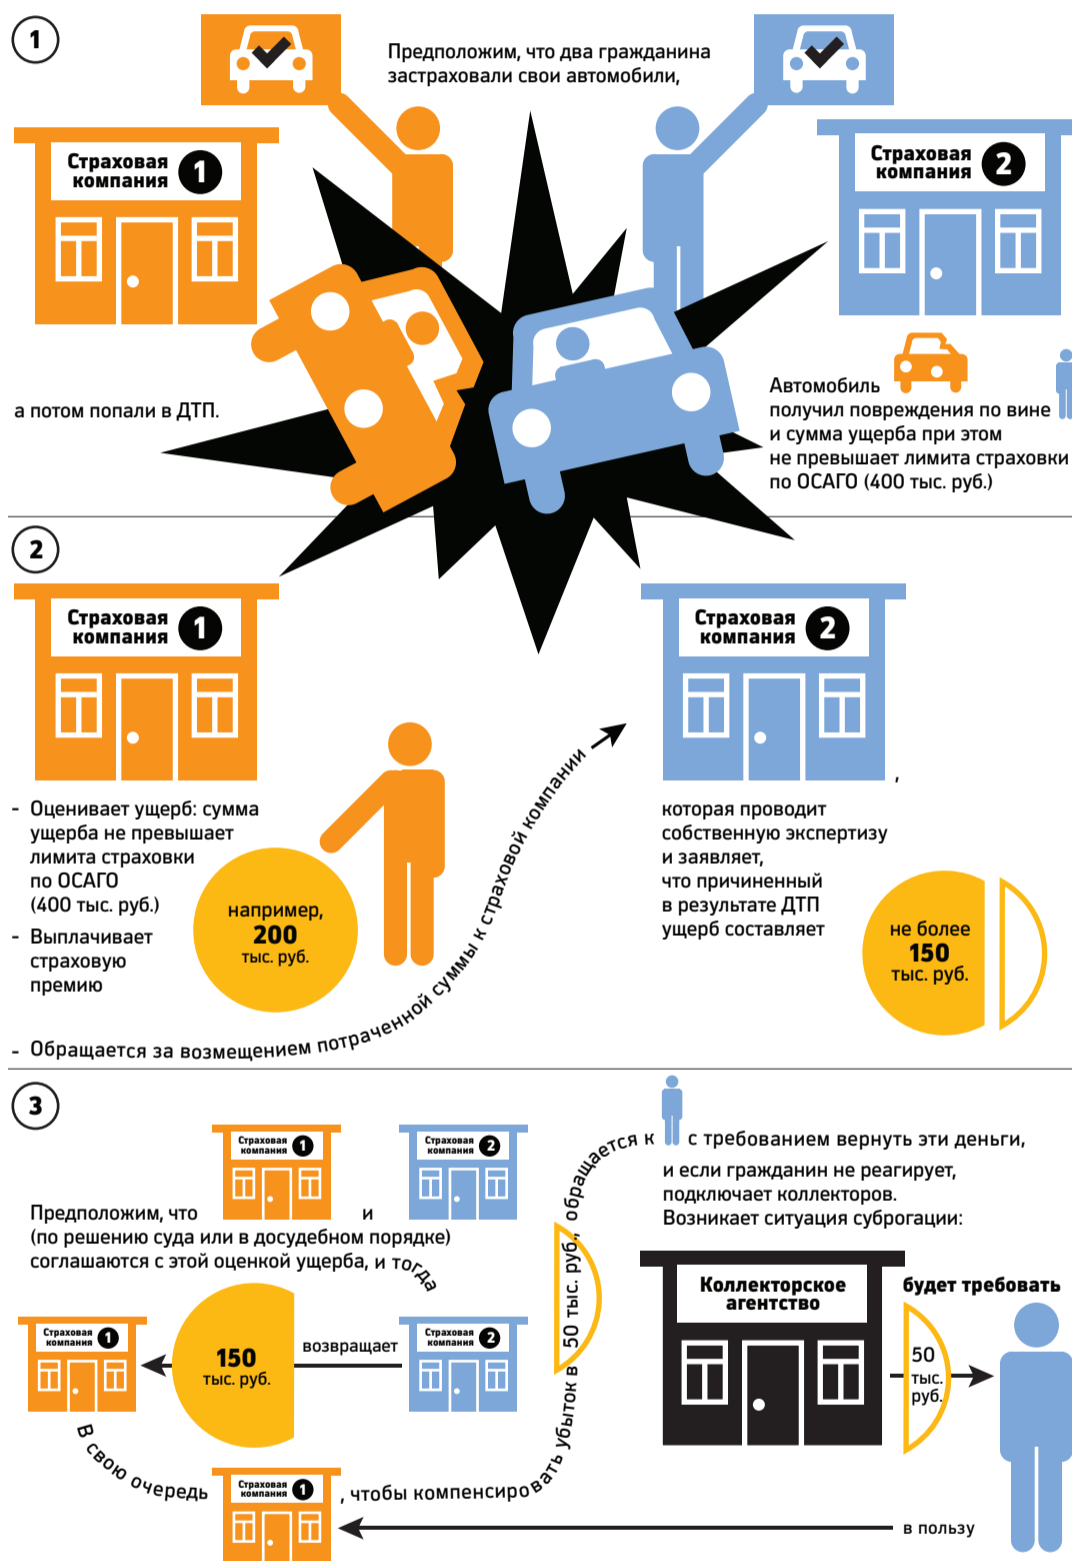 1
Предположим, что два гражданина
застраховали свои автомобили,
Страховая
компания 1
Страховая
компания 2
а потом попали в ДТП.
Автомобиль
получил повреждения по вине
и сумма ущерба при этом
не превышает лимита страховки
по ОСАГО (400 тыс. руб.)
2
Страховая
компания 1
- Оценивает ущерб: сумма
ущерба не превышает
лимита страховки
по ОСАГО
(400 тыс. руб.)
- Выплачивает
страховую
премию
например,
200
тыс. руб.
- Обращается за возмещением потраченной суммы к страховой компании
Страховая
компания 2
,
которая проводит
собственную экспертизу
и заявляет,
что причиненный
в результате ДТП
ущерб составляет
не более
150
тыс. руб.
3
Предположим, что
Страховая
компания 1
и
Страховая
компания 2
(по решению суда или в досудебном порядке)
соглашаются с этой оценкой ущерба, и тогда
Страховая
компания 2
возвращает
150
тыс. руб.
Страховая
компания 1
В свою очередь
Страховая
компания 1
, чтобы компенсировать убыток в 50 тыс. руб., обращается к
с требованием вернуть эти деньги,
и если гражданин не реагирует,
подключает коллекторов.
Возникает ситуация суброгации:
Коллекторское
агентство
будет требовать
50
тыс.
руб.
в пользу